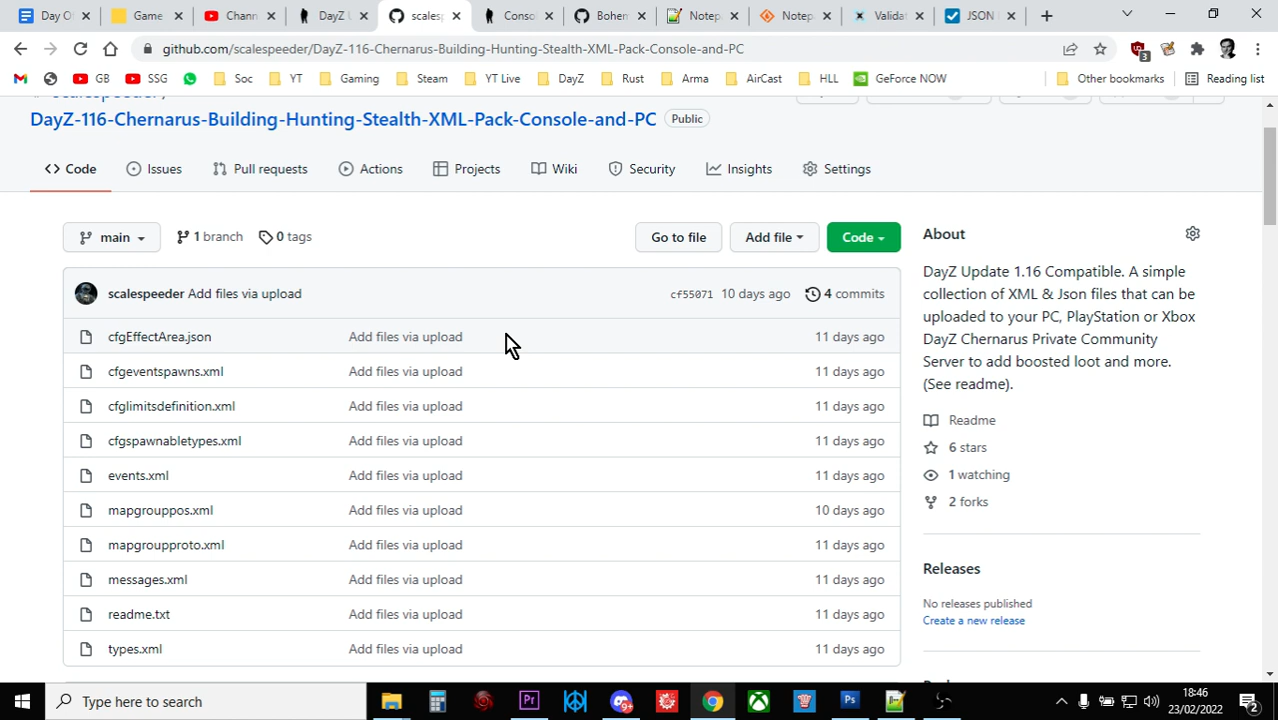 Day O
Game
Chann
DayZ U
scalesp
Conso
Bohem
Notep
Notep
Validat
JSON
github.com/scalespeeder/DayZ-116-Chernarus-Building-Hunting-Stealth-XML-Pack-Console-and-PC
3
GB
SSG
Soc
YT
Gaming
Steam
YT Live
DayZ
Rust
Arma
AirCast
HLL
GeForce NOW
Other bookmarks
Reading list
DayZ-116-Chernarus-Building-Hunting-Stealth-XML-Pack-Console-and-PC Public
<> Code
Issues
Pull requests
Actions
Projects
Wiki
Security
Insights
Settings
main
1 branch
0 tags
Go to file
Add file
Code
scalespeeder Add files via upload cf55071 10 days ago 4 commits
cfgEffectArea.json Add files via upload 11 days ago
cfgeventspawns.xml Add files via upload 11 days ago
cfglimitsdefinition.xml Add files via upload 11 days ago
cfgspawnabletypes.xml Add files via upload 11 days ago
events.xml Add files via upload 11 days ago
mapgrouppos.xml Add files via upload 10 days ago
mapgroupproto.xml Add files via upload 11 days ago
messages.xml Add files via upload 11 days ago
readme.txt Add files via upload 11 days ago
types.xml Add files via upload 11 days ago
About
DayZ Update 1.16 Compatible. A simple
collection of XML & Json files that can be
uploaded to your PC, PlayStation or Xbox
DayZ Chernarus Private Community
Server to add boosted loot and more.
(See readme).
Readme
6 stars
1 watching
2 forks
Releases
No releases published
Create a new release
Type here to search
18:46
23/02/2022
2